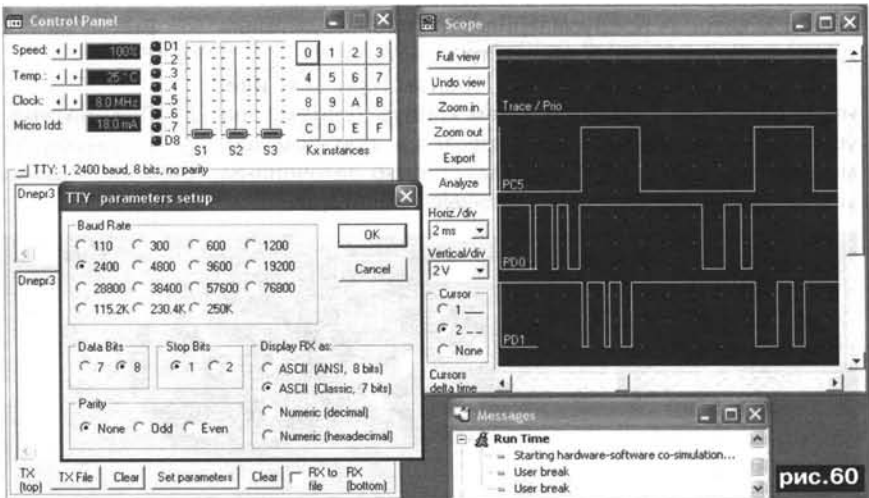 Control Panel
Speed: 100%
Temp.: 25 °C
Clock: 8.0 MHz
Micro Idd: 18.0 mA
D1
..2
..3
..4
..5
..6
..7
D8
S1 S2 S3
0 1 2 3
4 5 6 7
8 9 A B
C D E F
Kx instances
TTY: 1, 2400 baud, 8 bits, no parity
Dnepr3
Dnepr3
TX (top)
TX File
Clear
Set parameters
Clear
RX to file
RX (bottom)
TTY parameters setup
Baud Rate
110 300 600 1200
2400 4800 9600 19200
28800 38400 57600 76800
115.2K 230.4K 250K
OK
Cancel
Data Bits
7 8
Stop Bits
1 2
Parity
None Odd Even
Display RX as:
ASCII (ANSI, 8 bits)
ASCII (Classic, 7 bits)
Numeric (decimal)
Numeric (hexadecimal)
Scope
Full view
Undo view
Zoom in
Zoom out
Export
Analyze
Horiz./div
2 ms
Vertical/div
2 V
Cursor
1 __
2 _ _
None
Cursors
delta time
Trace / Prio
PC5
PD0
PD1
Messages
Run Time
Starting hardware-software co-simulation...
User break
User break
рис.60